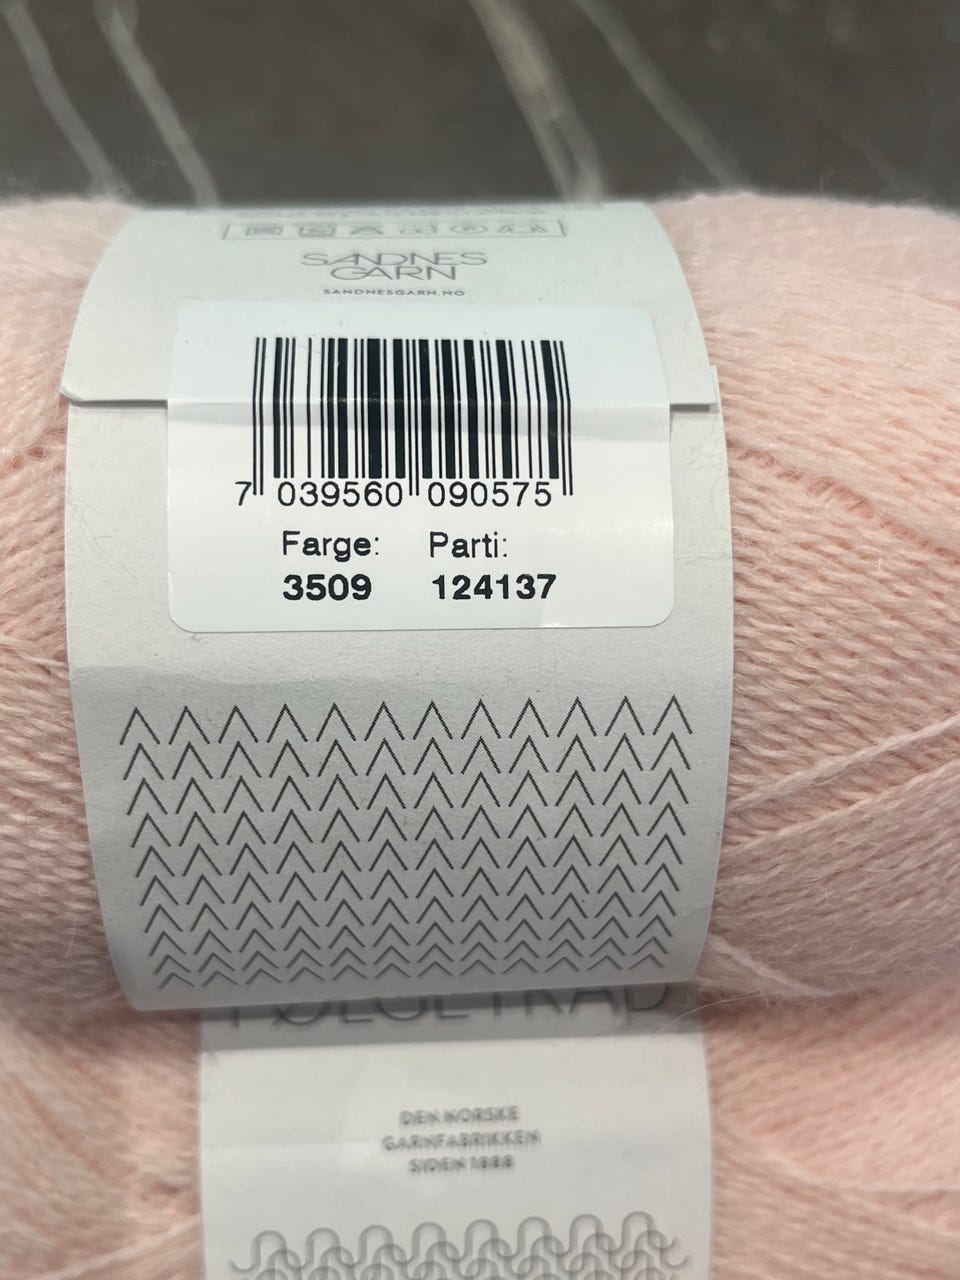 SANDNES
GARN
SANDNESGARN.NO
7 039560 090575
Farge: Parti:
3509 124137
DEN NORSKE
GARNFABRIKKEN
SIDEN 1888